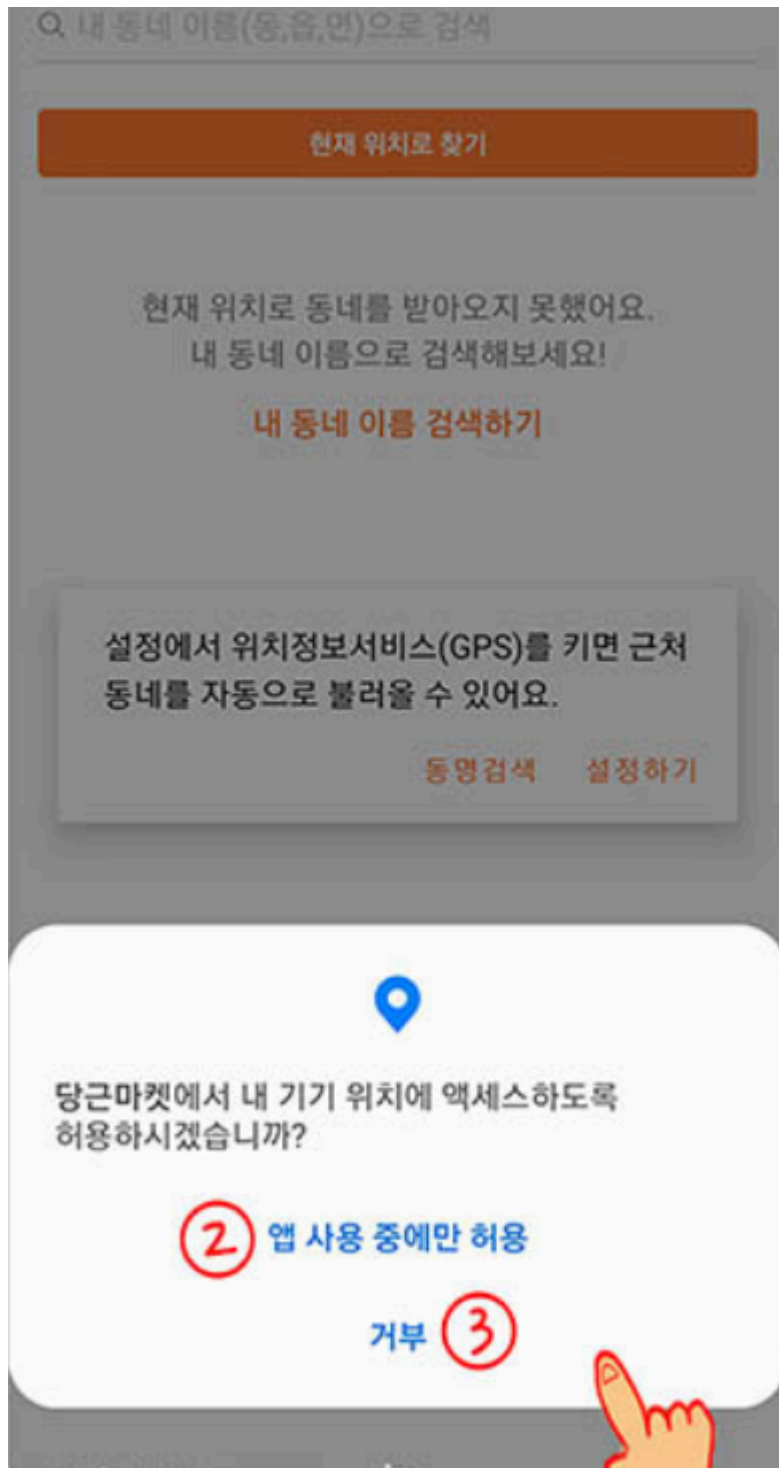 내 동네 이름(동,읍,면)으로 검색
현재 위치로 찾기
현재 위치로 동네를 받아오지 못했어요.
내 동네 이름으로 검색해보세요!
내 동네 이름 검색하기
설정에서 위치정보서비스(GPS)를 키면 근처
동네를 자동으로 불러올 수 있어요.
동명검색 설정하기
당근마켓에서 내 기기 위치에 액세스하도록
허용하시겠습니까?
② 앱 사용 중에만 허용
거부 ③